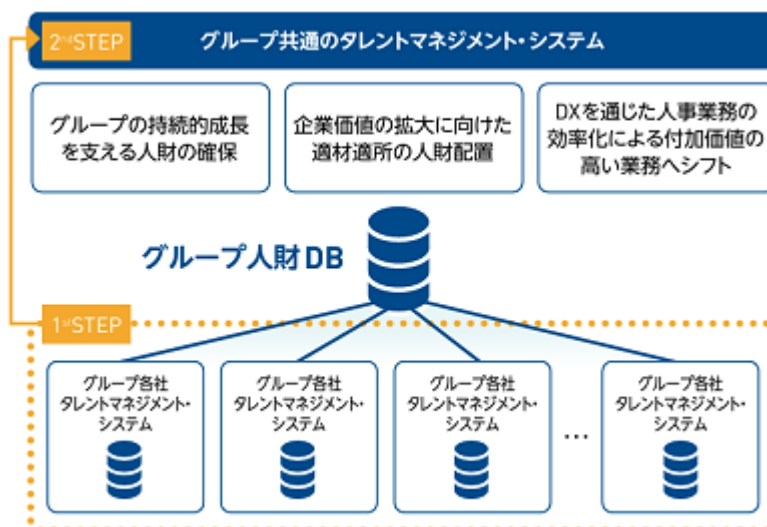 2ndSTEP
グループ共通のタレントマネジメント・システム
グループの持続的成長
を支える人財の確保
企業価値の拡大に向けた
適材適所の人財配置
DXを通じた人事業務の
効率化による付加価値の
高い業務へシフト
グループ人財DB
1stSTEP
グループ各社
タレントマネジメント・
システム
グループ各社
タレントマネジメント・
システム
グループ各社
タレントマネジメント・
システム
…
グループ各社
タレントマネジメント・
システム